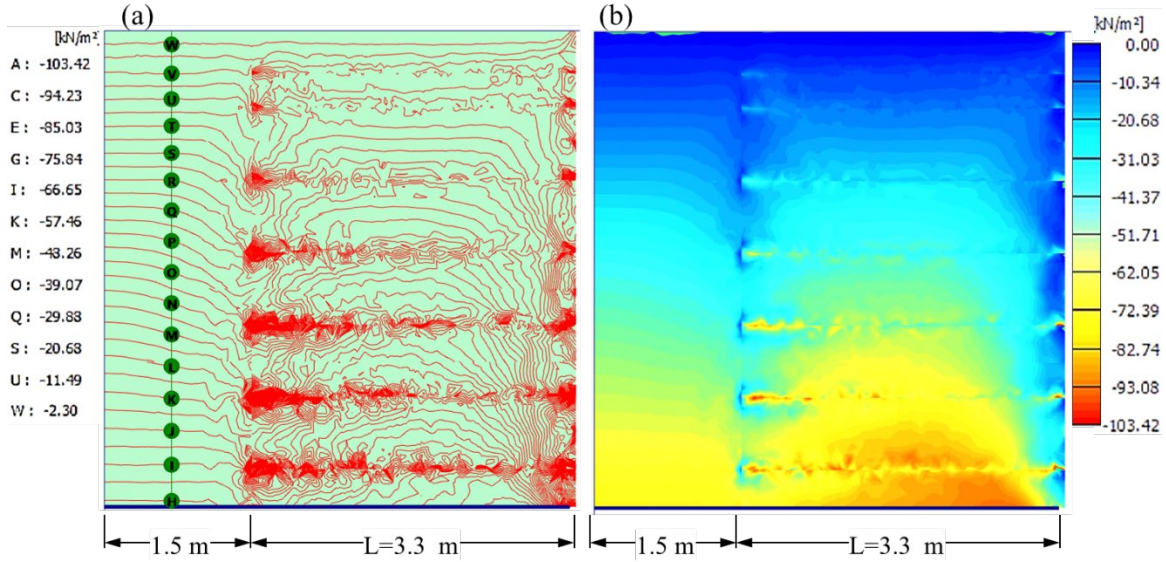 (a)
(b)
[kN/m²]
A : -103.42
C : -94.23
E : -85.03
G : -75.84
I : -66.65
K : -57.46
M : -43.26
O : -39.07
Q : -29.88
S : -20.68
U : -11.49
W : -2.30
W
V
U
T
S
R
Q
P
O
N
M
L
K
J
I
H
[kN/m²]
0.00
-10.34
-20.68
-31.03
-41.37
-51.71
-62.05
-72.39
-82.74
-93.08
-103.42
1.5 m
L=3.3 m
1.5 m
L=3.3 m